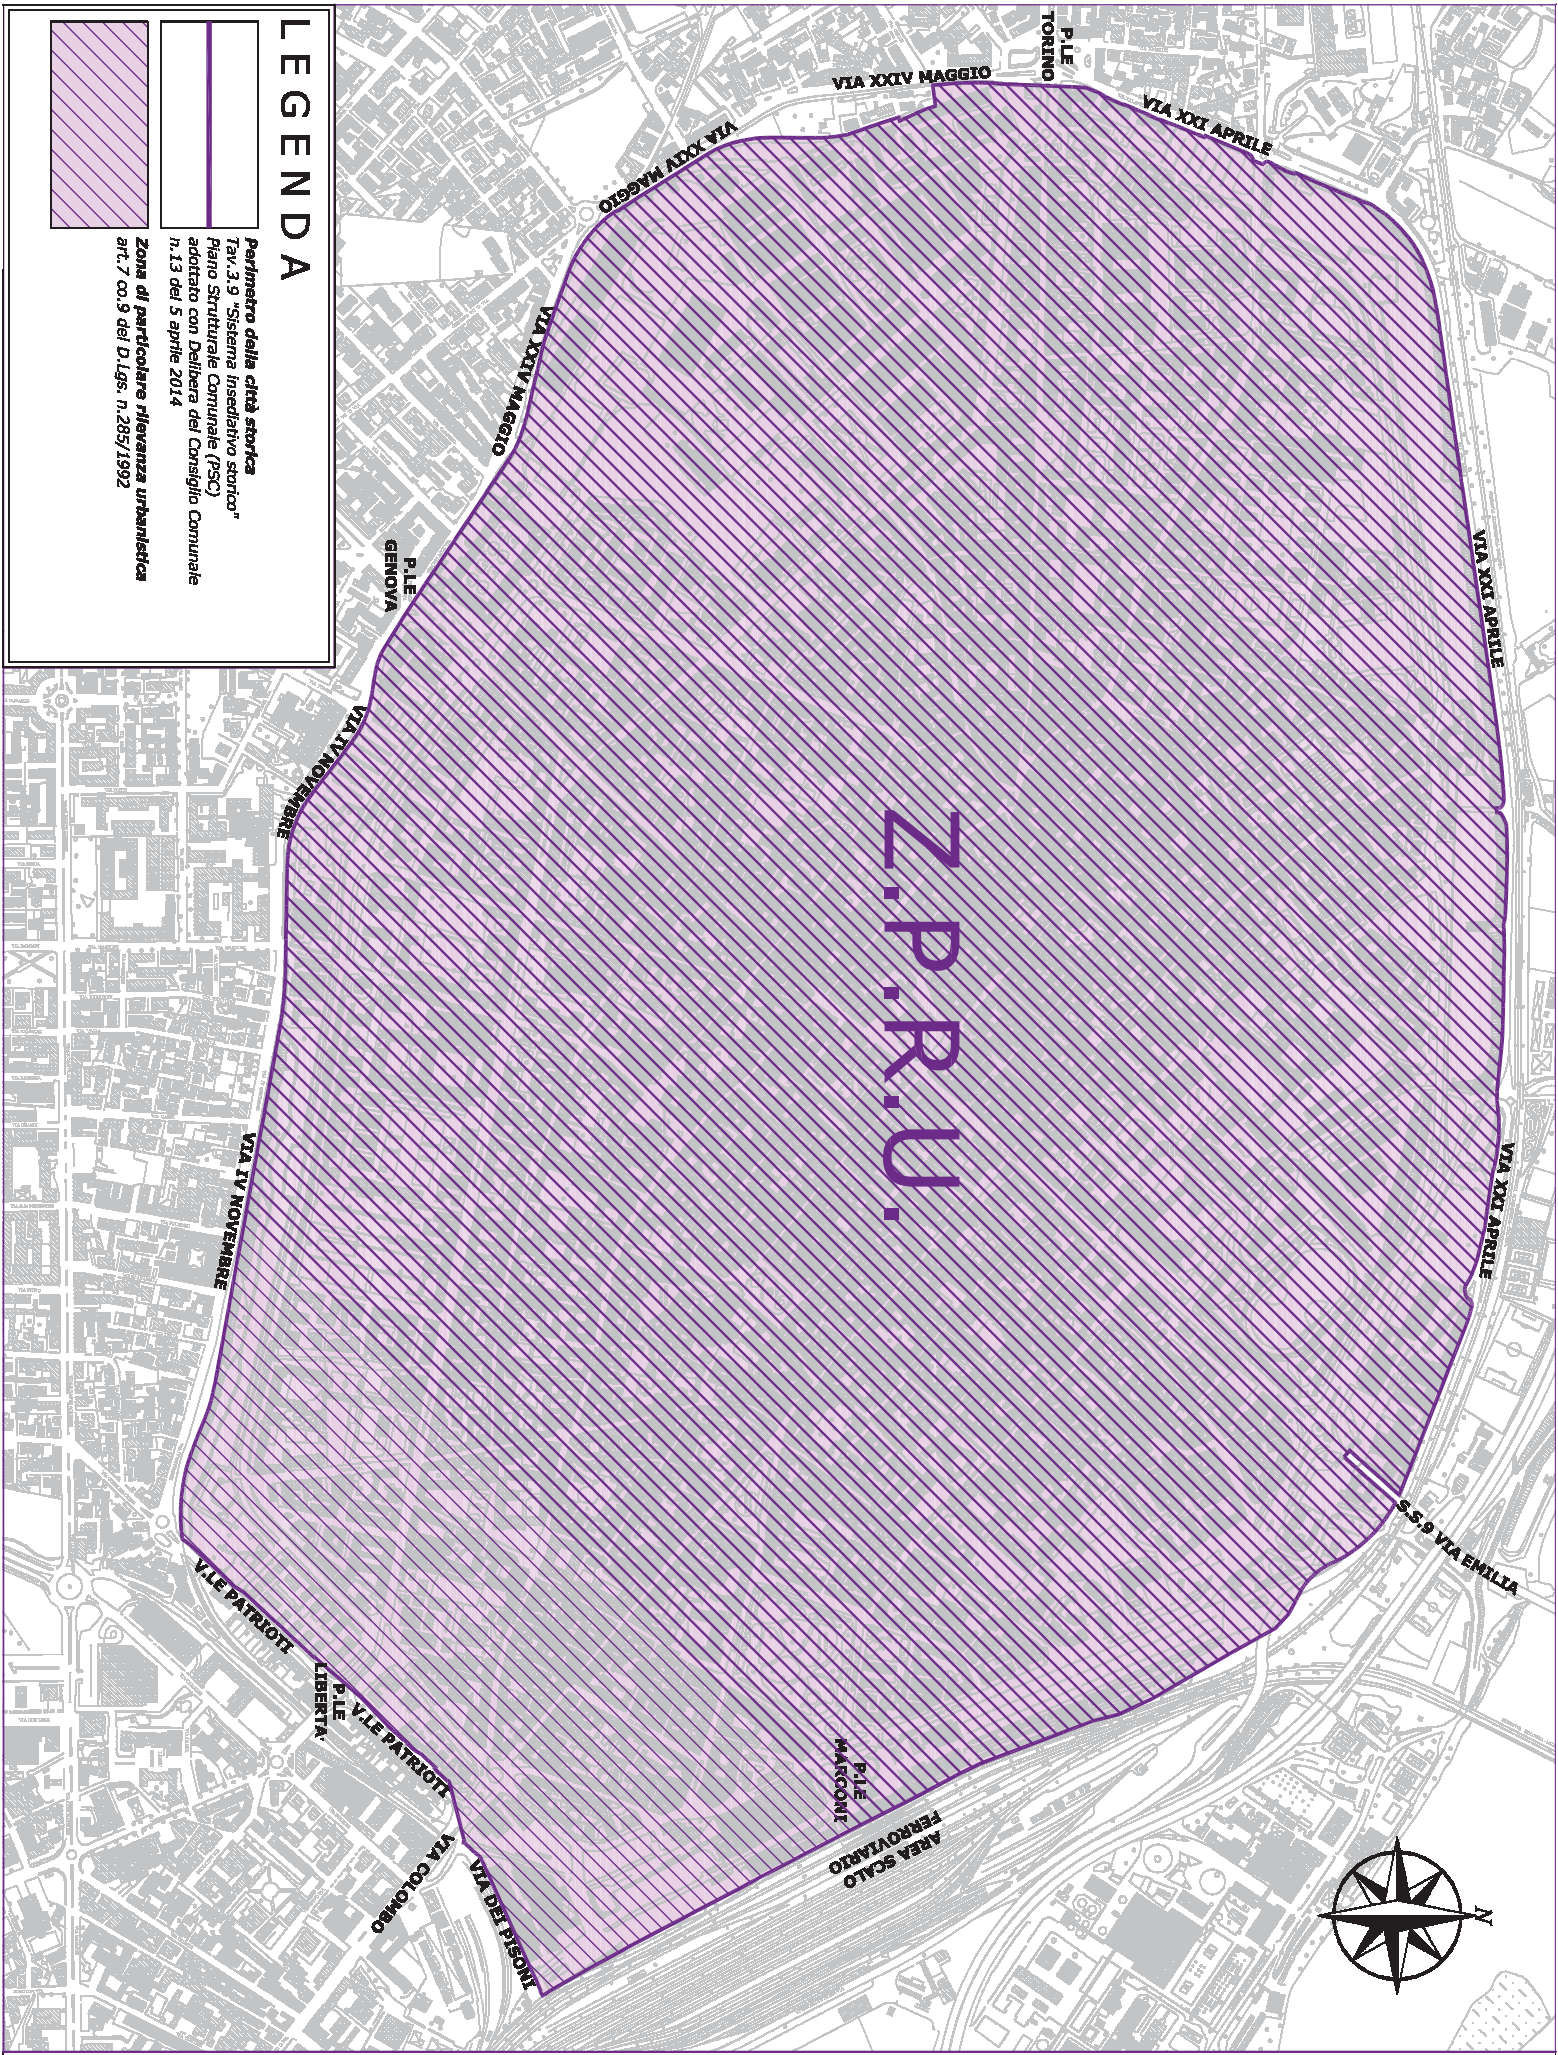 LEGENDA
Perimetro della città storica
Tav.3.9 "Sistema insediativo storico"
Piano Strutturale Comunale (PSC)
adottato con Delibera del Consiglio Comunale
n.13 del 5 aprile 2014
Zona di particolare rilevanza urbanistica
art.7 co.9 del D.Lgs. n.285/1992
Z.P.R.U.
N
VIA XXI APRILE
VIA XXI APRILE
VIA XXI APRILE
S.S.9 VIA EMILIA
P.LE
TORINO
VIA XXIV MAGGIO
VIA XXIV MAGGIO
VIA XXIV MAGGIO
P.LE
GENOVA
VIA IV NOVEMBRE
VIA IV NOVEMBRE
V.LE PATRIOTI
P.LE
LIBERTA'
V.LE PATRIOTI
VIA COLOMBO
VIA DEI PISONI
P.LE
MARCONI
AREA SCALO
FERROVIARIO